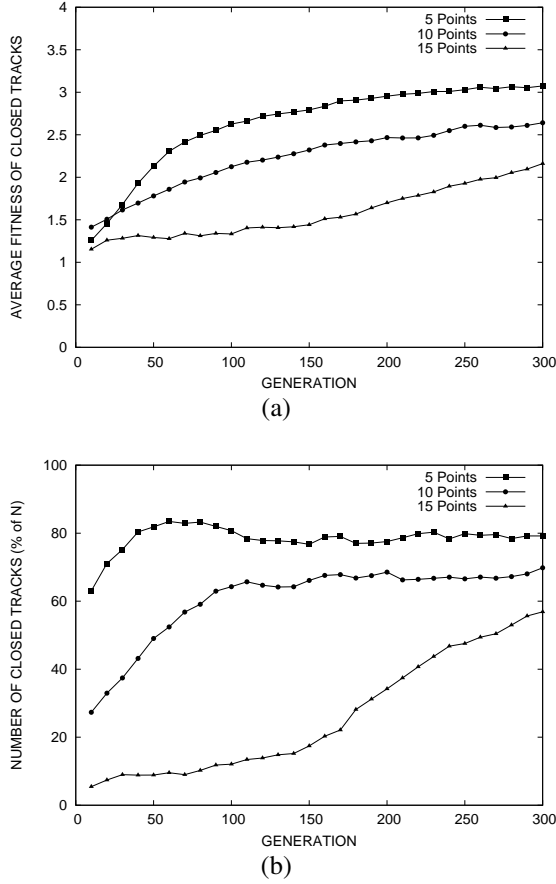 4
3.5
3
2.5
2
1.5
1
0.5
0
AVERAGE FITNESS OF CLOSED TRACKS
5 Points
10 Points
15 Points
0 50 100 150 200 250 300
GENERATION
(a)
100
80
60
40
20
0
NUMBER OF CLOSED TRACKS (% of N)
5 Points
10 Points
15 Points
0 50 100 150 200 250 300
GENERATION
(b)